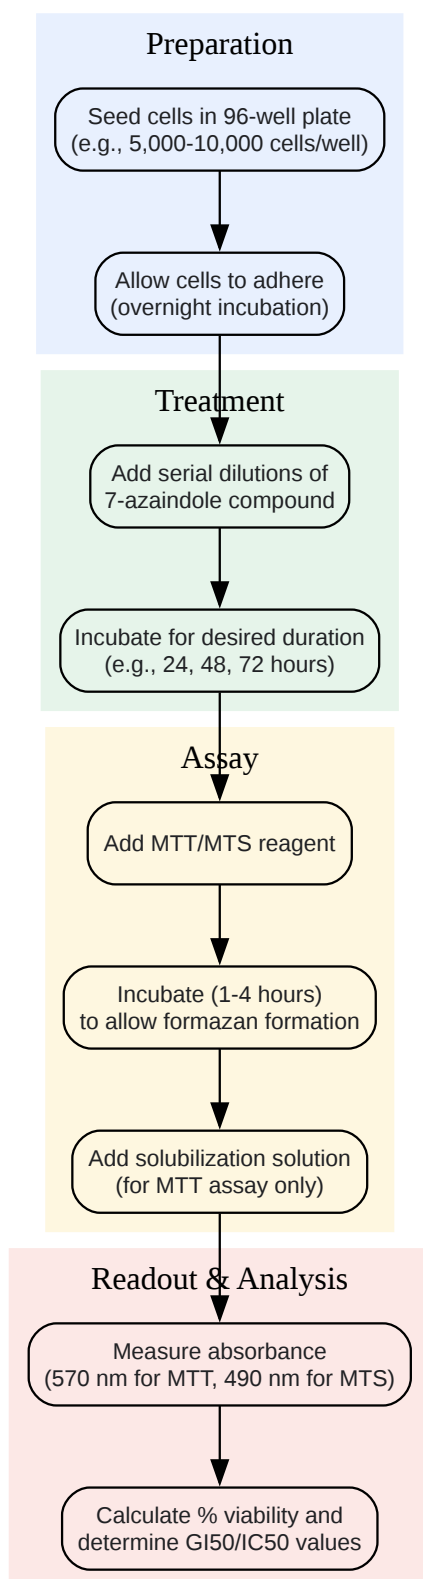 Preparation
Seed cells in 96-well plate
(e.g., 5,000-10,000 cells/well)
Allow cells to adhere
(overnight incubation)
Treatment
Add serial dilutions of
7-azaindole compound
Incubate for desired duration
(e.g., 24, 48, 72 hours)
Assay
Add MTT/MTS reagent
Incubate (1-4 hours)
to allow formazan formation
Add solubilization solution
(for MTT assay only)
Readout & Analysis
Measure absorbance
(570 nm for MTT, 490 nm for MTS)
Calculate % viability and
determine GI50/IC50 values